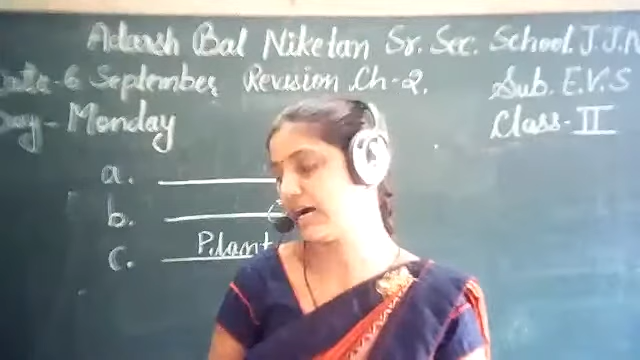 Adarsh Bal Niketan Sr. Sec. School. J.J.N
Date-6 September Revision Ch-2. Sub. E.V.S
Day-Monday Class-II
a.
b.
c. Plant